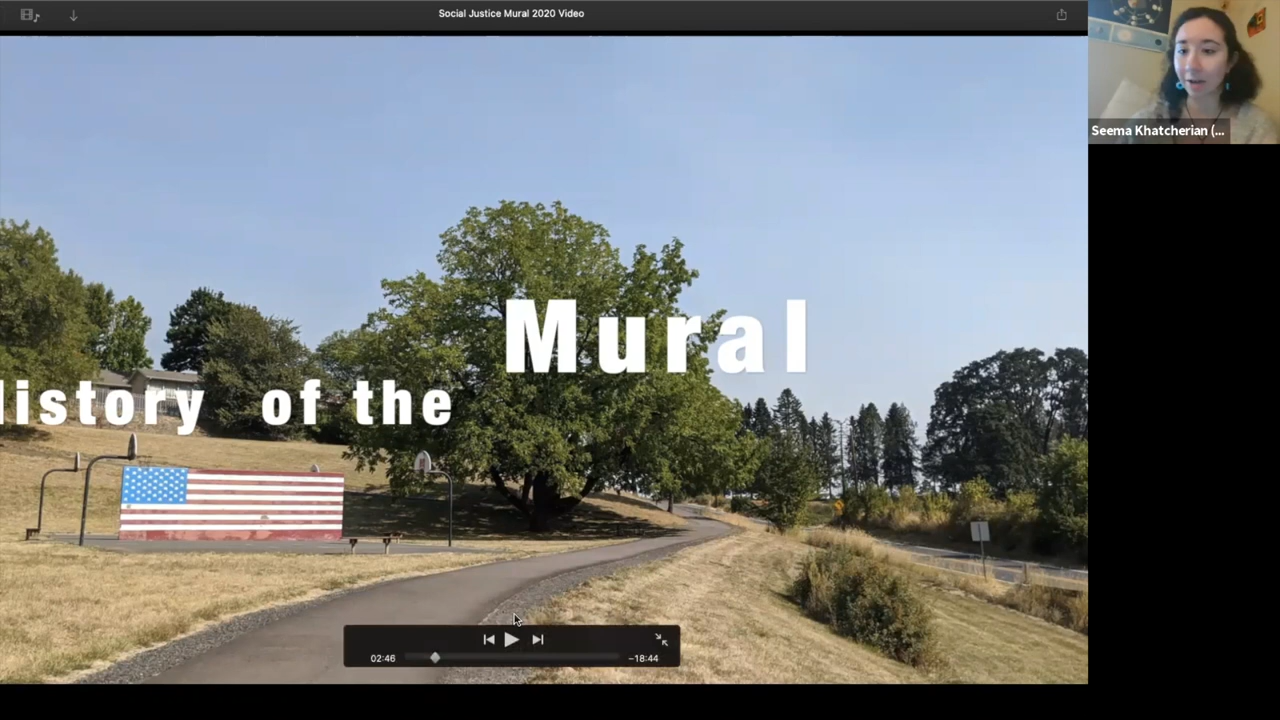 Social Justice Mural 2020 Video
Seema Khatcherian (...
Mural
istory of the
02:46
−18:44